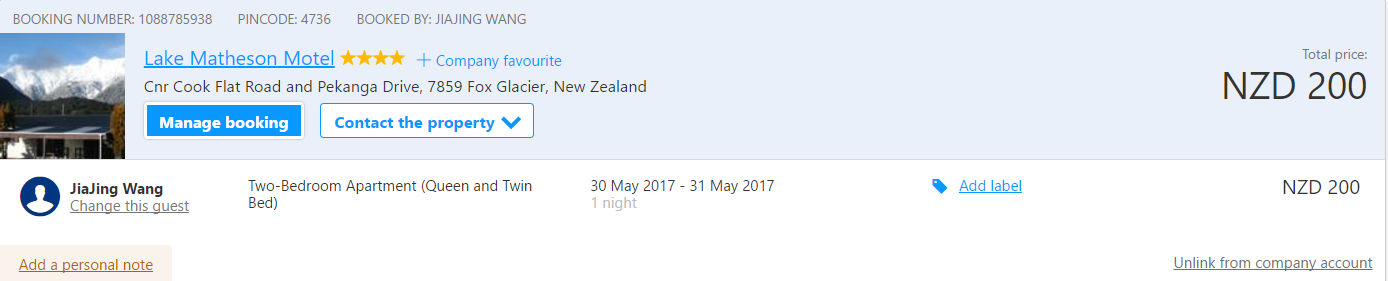 BOOKING NUMBER: 1088785938 PINCODE: 4736 BOOKED BY: JIAJING WANG
Lake Matheson Motel + Company favourite
Total price:
Cnr Cook Flat Road and Pekanga Drive, 7859 Fox Glacier, New Zealand
NZD 200
Manage booking Contact the property
JiaJing Wang
Change this guest
Two-Bedroom Apartment (Queen and Twin
Bed)
30 May 2017 - 31 May 2017
1 night
Add label
NZD 200
Add a personal note
Unlink from company account